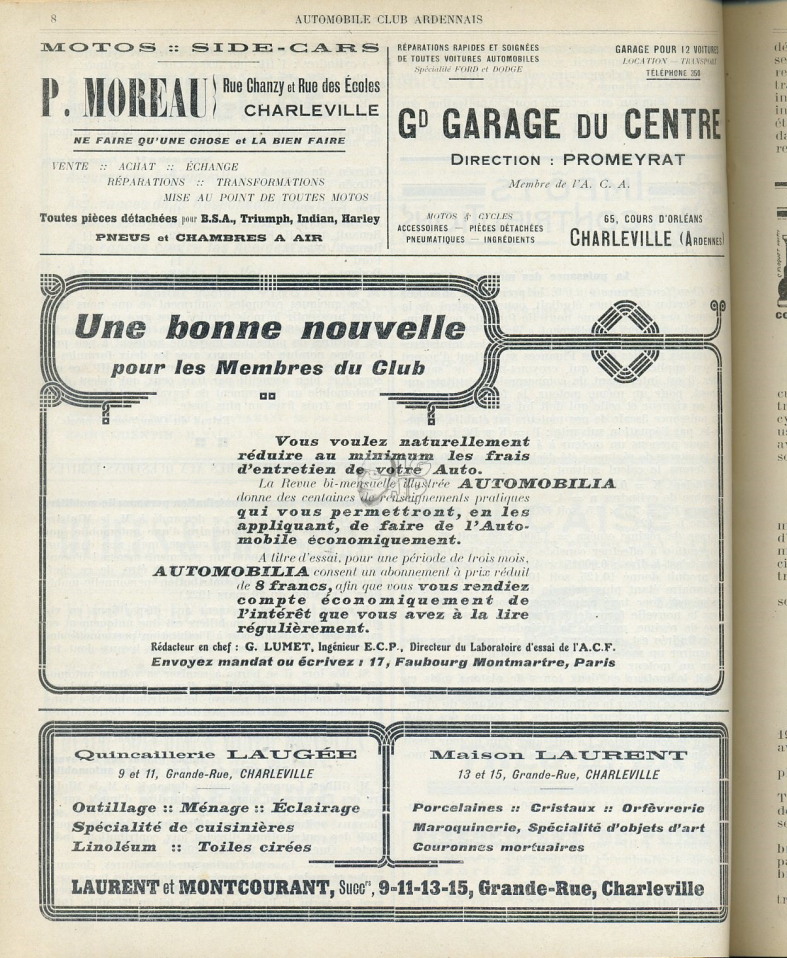 8
AUTOMOBILE CLUB ARDENNAIS
MOTOS :: SIDE-CARS
P. MOREAU
Rue Chanzy et Rue des Écoles
CHARLEVILLE
NE FAIRE QU'UNE CHOSE et LA BIEN FAIRE
VENTE :: ACHAT :: ÉCHANGE
RÉPARATIONS :: TRANSFORMATIONS
MISE AU POINT DE TOUTES MOTOS
Toutes pièces détachées pour B.S.A., Triumph, Indian, Harley
PNEUS et CHAMBRES A AIR
RÉPARATIONS RAPIDES ET SOIGNÉES
DE TOUTES VOITURES AUTOMOBILES
Spécialité FORD et DODGE
GARAGE POUR 12 VOITURES
LOCATION — TRANSPORT
TÉLÉPHONE 350
GD GARAGE DU CENTRE
DIRECTION : PROMEYRAT
Membre de l'A. C. A.
MOTOS & CYCLES
ACCESSOIRES — PIÈCES DÉTACHÉES
PNEUMATIQUES — INGRÉDIENTS
65, COURS D'ORLÉANS
CHARLEVILLE (ARDENNES)
Une bonne nouvelle
pour les Membres du Club
Vous voulez naturellement
réduire au minimum les frais
d'entretien de votre Auto.
La Revue bi-mensuelle illustrée AUTOMOBILIA
donne des centaines de renseignements pratiques
qui vous permettront, en les
appliquant, de faire de l'Auto-
mobile économiquement.
A titre d'essai, pour une période de trois mois,
AUTOMOBILIA consent un abonnement à prix réduit
de 8 francs, afin que vous vous rendiez
compte économiquement de
l'intérêt que vous avez à la lire
régulièrement.
Rédacteur en chef : G. LUMET, Ingénieur E.C.P., Directeur du Laboratoire d'essai de l'A.C.F.
Envoyez mandat ou écrivez : 17, Faubourg Montmartre, Paris
Quincaillerie LAUGÉE
9 et 11, Grande-Rue, CHARLEVILLE
Outillage :: Ménage :: Éclairage
Spécialité de cuisinières
Linoléum :: Toiles cirées
Maison LAURENT
13 et 15, Grande-Rue, CHARLEVILLE
Porcelaines :: Cristaux :: Orfèvrerie
Maroquinerie, Spécialité d'objets d'art
Couronnes mortuaires
LAURENT et MONTCOURANT, Succrs, 9-11-13-15, Grande-Rue, Charleville